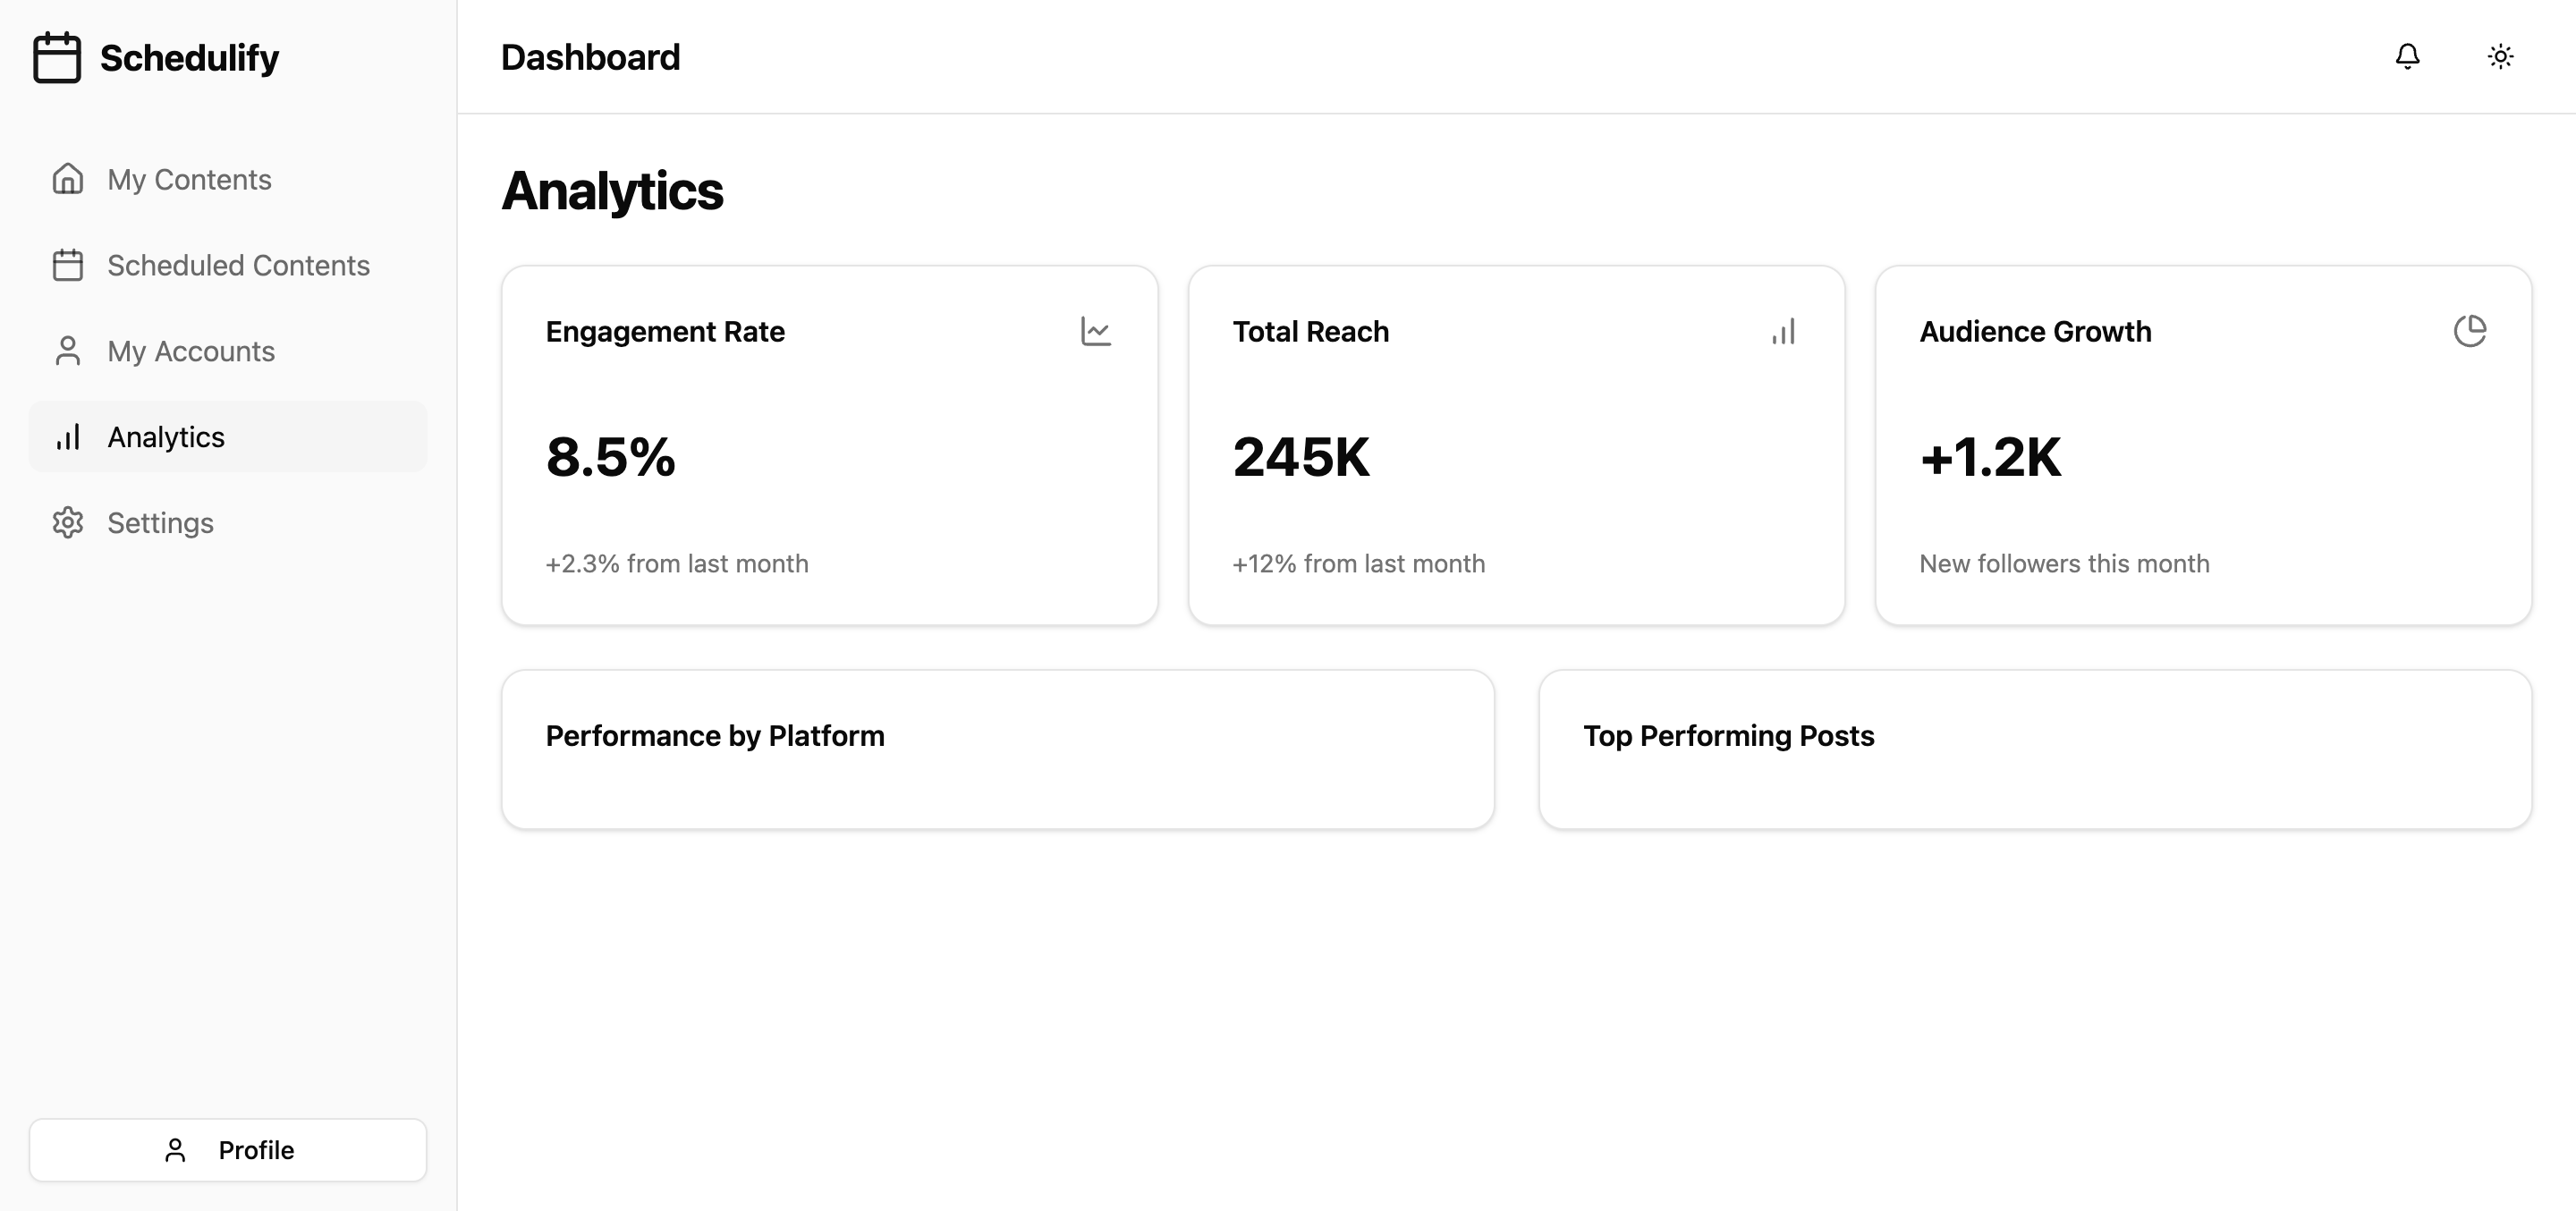 Schedulify
My Contents
Scheduled Contents
My Accounts
Analytics
Settings
Profile
Dashboard
Analytics
Engagement Rate
8.5%
+2.3% from last month
Total Reach
245K
+12% from last month
Audience Growth
+1.2K
New followers this month
Performance by Platform
Top Performing Posts